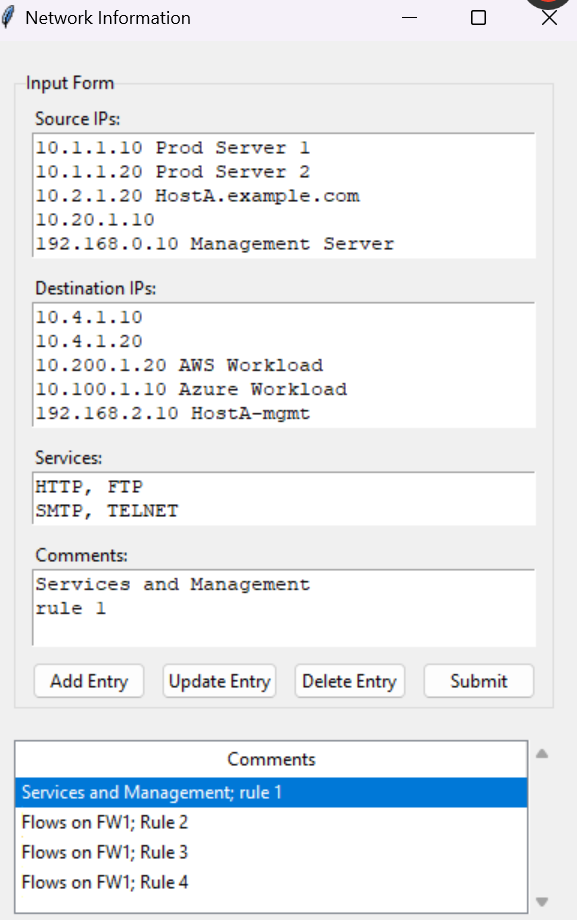 Network Information
Input Form
Source IPs:
10.1.1.10 Prod Server 1
10.1.1.20 Prod Server 2
10.2.1.20 HostA.example.com
10.20.1.10
192.168.0.10 Management Server
Destination IPs:
10.4.1.10
10.4.1.20
10.200.1.20 AWS Workload
10.100.1.10 Azure Workload
192.168.2.10 HostA-mgmt
Services:
HTTP, FTP
SMTP, TELNET
Comments:
Services and Management
rule 1
Add Entry Update Entry Delete Entry Submit
Comments
Services and Management; rule 1
Flows on FW1; Rule 2
Flows on FW1; Rule 3
Flows on FW1; Rule 4